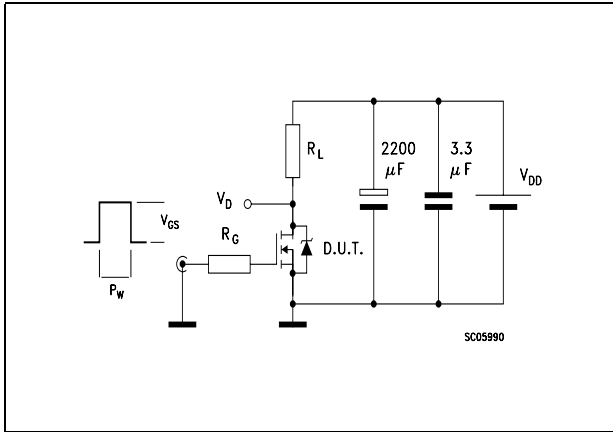 R_L
2200
μF
3.3
μF
V_DD
V_D
V_GS
R_G
D.U.T.
P_W
SC05990